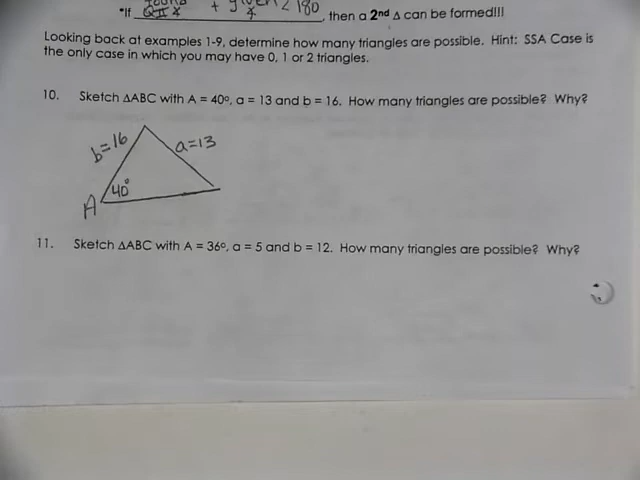 + given < 180
*If QII ∡ ∡, then a 2nd Δ can be formed!!!
Looking back at examples 1-9, determine how many triangles are possible. Hint: SSA Case is
the only case in which you may have 0, 1 or 2 triangles.
10. Sketch ΔABC with A = 40º, a = 13 and b = 16. How many triangles are possible? Why?
b=16 a=13
A 40°
11. Sketch ΔABC with A = 36º, a = 5 and b = 12. How many triangles are possible? Why?